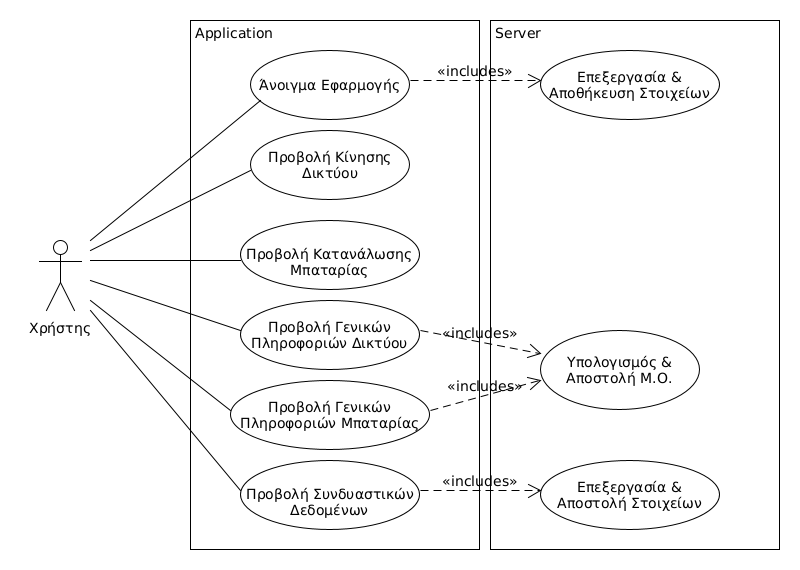 Application
Server
Άνοιγμα Εφαρμογής
«includes»
Επεξεργασία &
Αποθήκευση Στοιχείων
Προβολή Κίνησης
Δικτύου
Προβολή Κατανάλωσης
Μπαταρίας
Χρήστης
Προβολή Γενικών
Πληροφοριών Δικτύου
«includes»
Υπολογισμός &
Αποστολή Μ.Ο.
«includes»
Προβολή Γενικών
Πληροφοριών Μπαταρίας
Προβολή Συνδυαστικών
Δεδομένων
«includes»
Επεξεργασία &
Αποστολή Στοιχείων